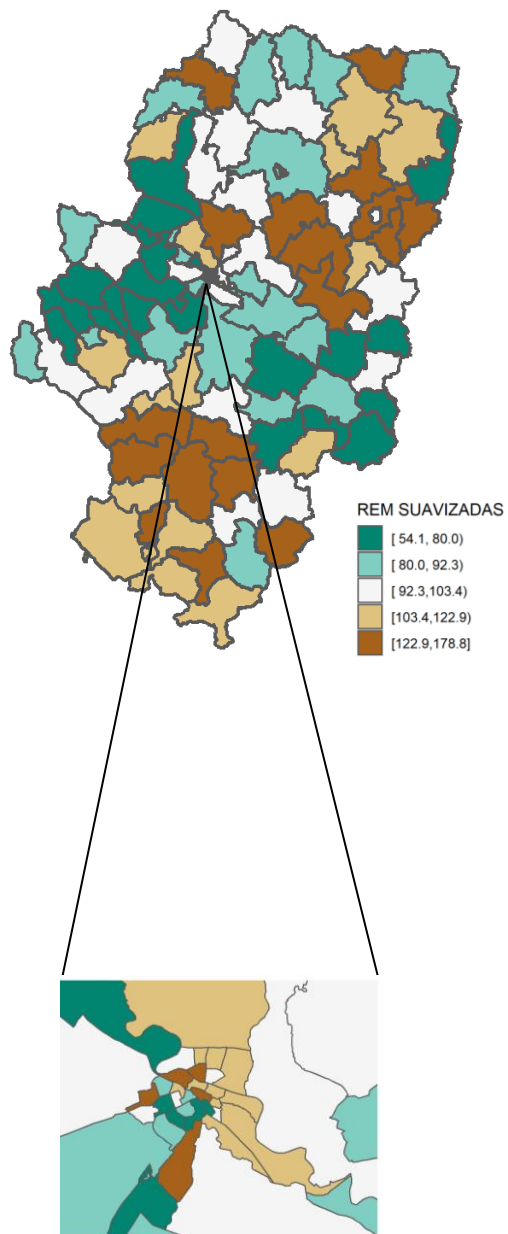 REM SUAVIZADAS
[ 54.1, 80.0)
[ 80.0, 92.3)
[ 92.3,103.4)
[103.4,122.9)
[122.9,178.8]